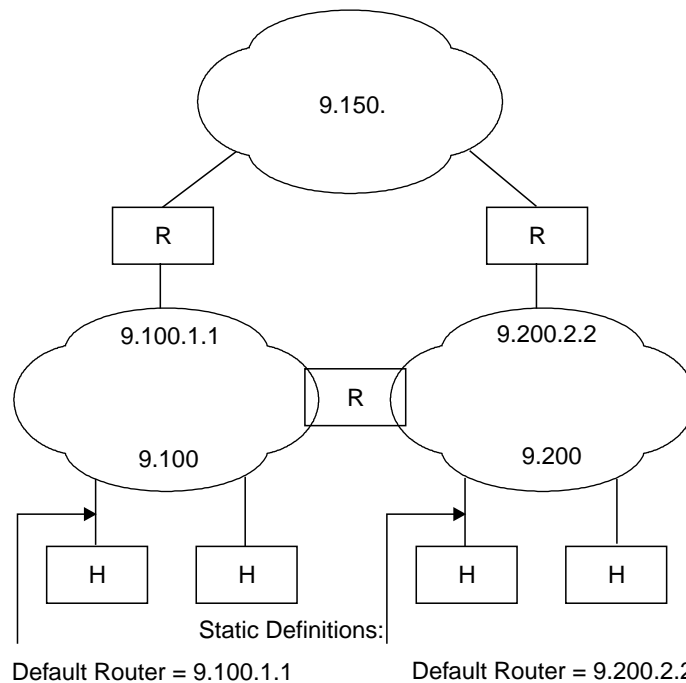 9.150.
R
R
9.100.1.1
9.200.2.2
R
9.100
9.200
H
H
H
H
Static Definitions:
Default Router = 9.100.1.1
Default Router = 9.200.2.2